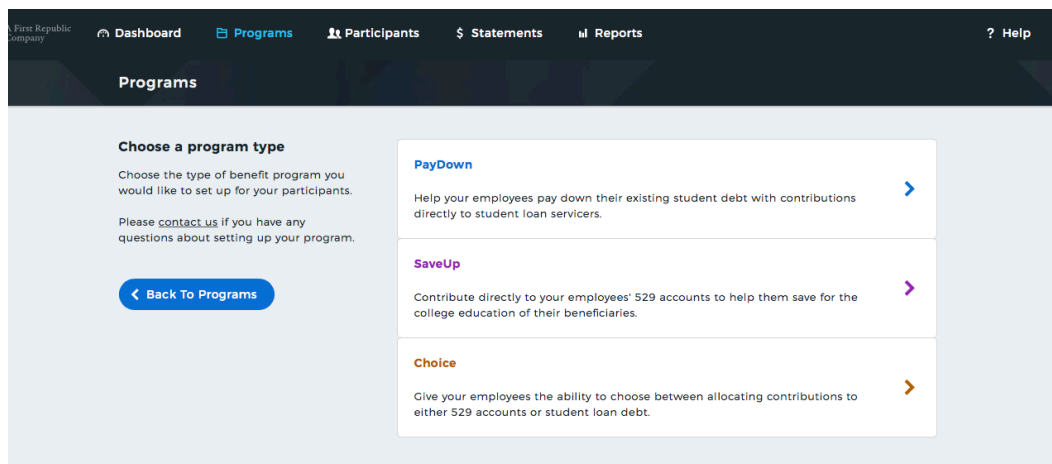 A First Republic
Company
Dashboard
Programs
Participants
$ Statements
Reports
? Help
Programs
Choose a program type
Choose the type of benefit program you
would like to set up for your participants.
Please contact us if you have any
questions about setting up your program.
Back To Programs
PayDown
Help your employees pay down their existing student debt with contributions
directly to student loan servicers.
SaveUp
Contribute directly to your employees' 529 accounts to help them save for the
college education of their beneficiaries.
Choice
Give your employees the ability to choose between allocating contributions to
either 529 accounts or student loan debt.